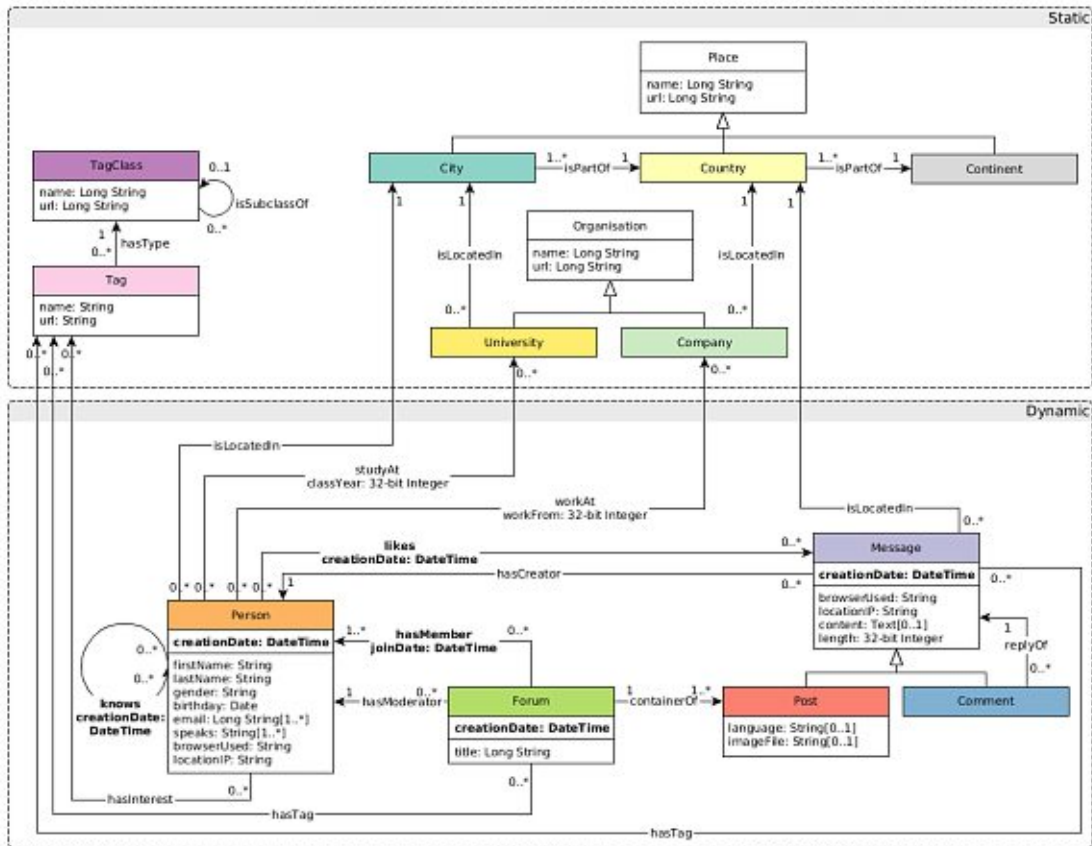 Static
Place
name: Long String
url: Long String
TagClass
name: Long String
url: Long String
0..1
isSubclassOf
0..*
City
1..*
isPartOf
1
Country
1..*
isPartOf
1
Continent
1
hasType
0..*
Tag
name: String
url: String
Organisation
name: Long String
url: Long String
1
1
isLocatedIn
0..*
1
isLocatedIn
0..*
1
University
Company
0..*
0..*
0..*
0..*
0..*
Dynamic
isLocatedIn
studyAt
classYear: 32-bit Integer
workAt
workFrom: 32-bit Integer
isLocatedIn
0..*
likes
creationDate: DateTime
0..*
hasCreator
1
0..*
0..* 0..* 0..* 0..*
Message
creationDate: DateTime
browserUsed: String
locationIP: String
content: Text[0..1]
length: 32-bit Integer
0..*
1
replyOf
0..*
Person
creationDate: DateTime
firstName: String
lastName: String
gender: String
birthday: Date
email: Long String[1..*]
speaks: String[1..*]
browserUsed: String
locationIP: String
0..*
0..*
knows
creationDate:
DateTime
1..*
hasMember
joinDate: DateTime
0..*
1
hasModerator
0..*
Forum
creationDate: DateTime
title: Long String
1
containerOf
1..*
Post
language: String[0..1]
imageFile: String[0..1]
Comment
0..*
hasInterest
0..*
hasTag
hasTag